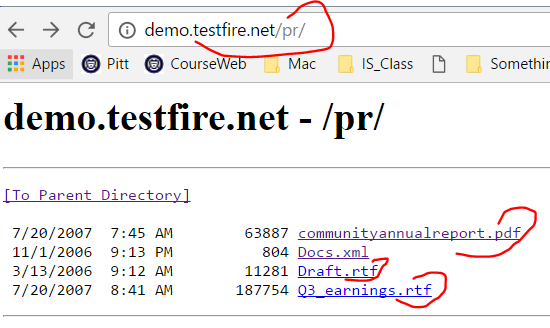 demo.testfire.net/pr/
Apps Pitt CourseWeb Mac IS_Class Somethin
demo.testfire.net - /pr/
[To Parent Directory]
7/20/2007 7:45 AM 63887 communityannualreport.pdf
11/1/2006 9:13 PM 804 Docs.xml
3/13/2006 9:12 AM 11281 Draft.rtf
7/20/2007 8:41 AM 187754 Q3_earnings.rtf